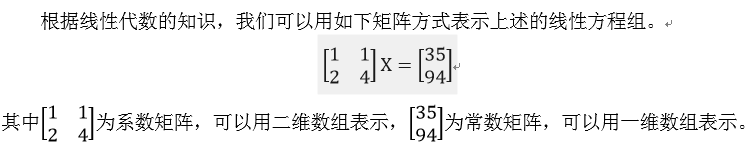 根据线性代数的知识，我们可以用如下矩阵方式表示上述的线性方程组。
[1 1
2 4] X = [35
94]
其中[1 1
2 4]为系数矩阵，可以用二维数组表示，[35
94]为常数矩阵，可以用一维数组表示。